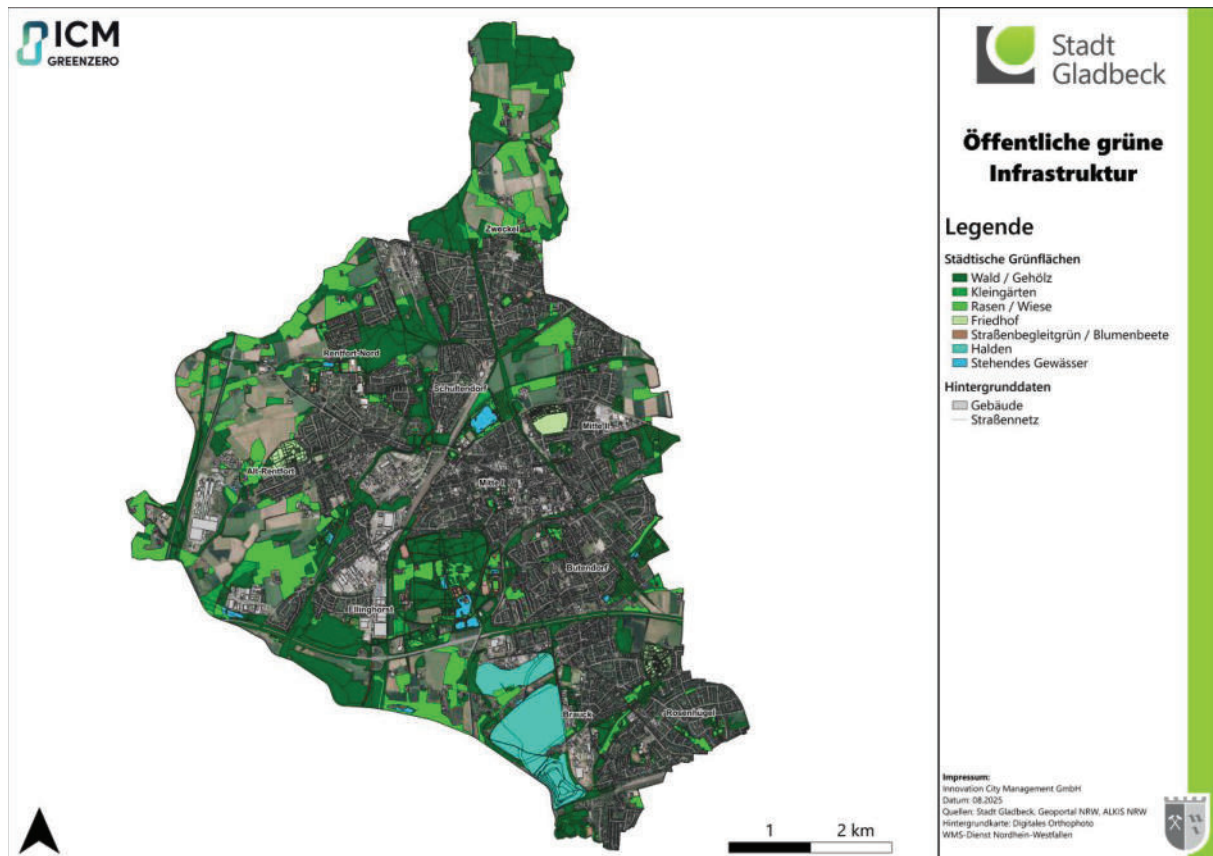 ICM
GREENZERO
Stadt
Gladbeck
Öffentliche grüne
Infrastruktur
Legende
Städtische Grünflächen
Wald / Gehölz
Kleingärten
Rasen / Wiese
Friedhof
Straßenbegleitgrün / Blumenbeete
Halden
Stehendes Gewässer
Hintergrunddaten
Gebäude
Straßennetz
Zweckel
Rentfort-Nord
Schultendorf
Mitte II
Alt-Rentfort
Mitte I
Butendorf
Ellinghorst
Brauck
Rosenhügel
1 2 km
Impressum:
Innovation City Management GmbH
Datum: 08.2025
Quellen: Stadt Gladbeck, Geoportal NRW, ALKIS NRW
Hintergrundkarte: Digitales Orthophoto
WMS-Dienst Nordhein-Westfallen